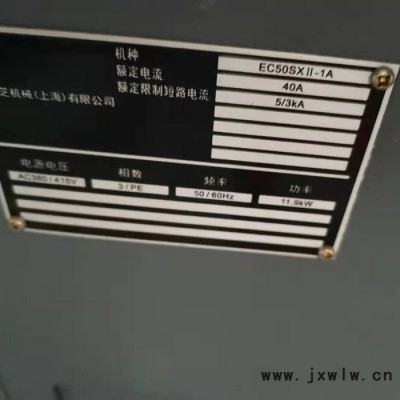 机种 EC50SXⅡ-1A
额定电流 40A
额定限制短路电流 5/3kA
芝机械(上海)有限公司
电源电压 相数 频率 功率
AC380/415V 3/PE 50/60Hz 11.9kW
www.jxwlw.cn